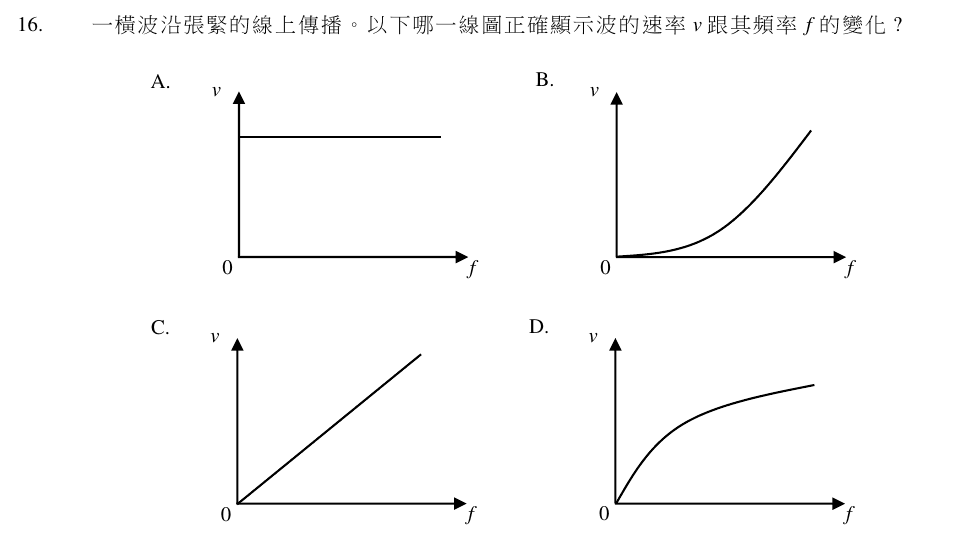 16. 一橫波沿張緊的線上傳播。以下哪一線圖正確顯示波的速率 v 跟其頻率 f 的變化？
A. B.
v v
0 f 0 f
C. D.
v v
0 f 0 f